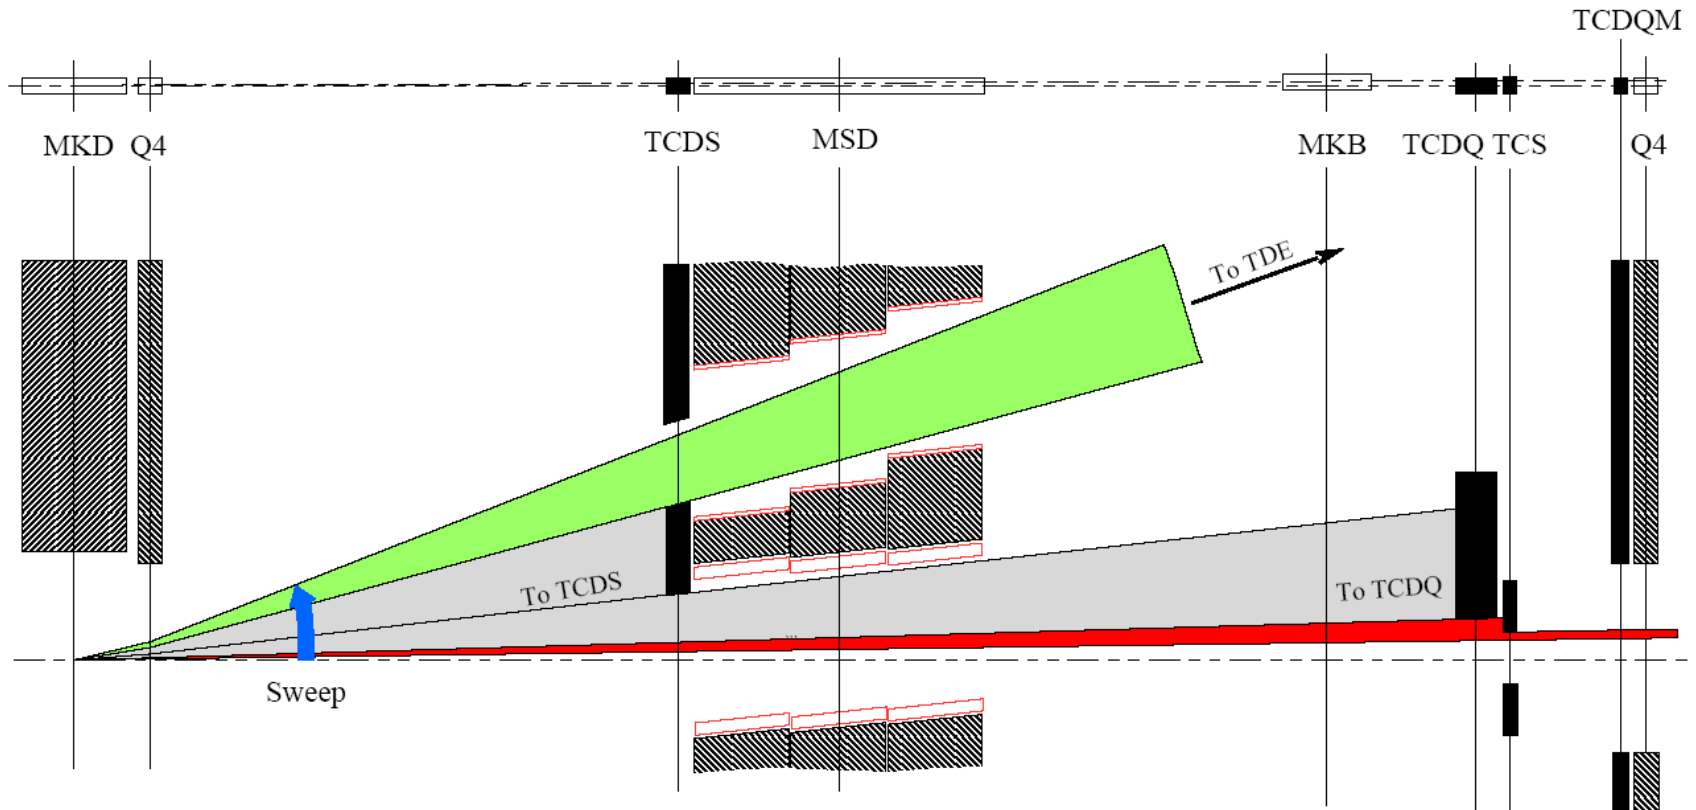 TCDQM
MKD Q4 TCDS MSD MKB TCDQ TCS Q4
To TDE
To TCDS
To TCDQ
...
Sweep